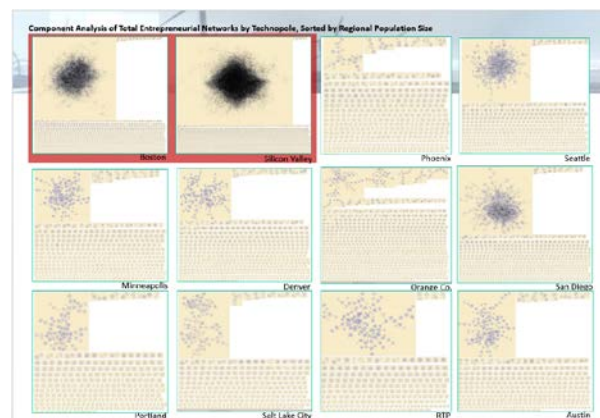 Component Analysis of Total Entrepreneurial Networks by Technopole, Sorted by Regional Population Size
Boston
Silicon Valley
Phoenix
Seattle
Minneapolis
Denver
Orange Co.
San Diego
Portland
Salt Lake City
RTP
Austin